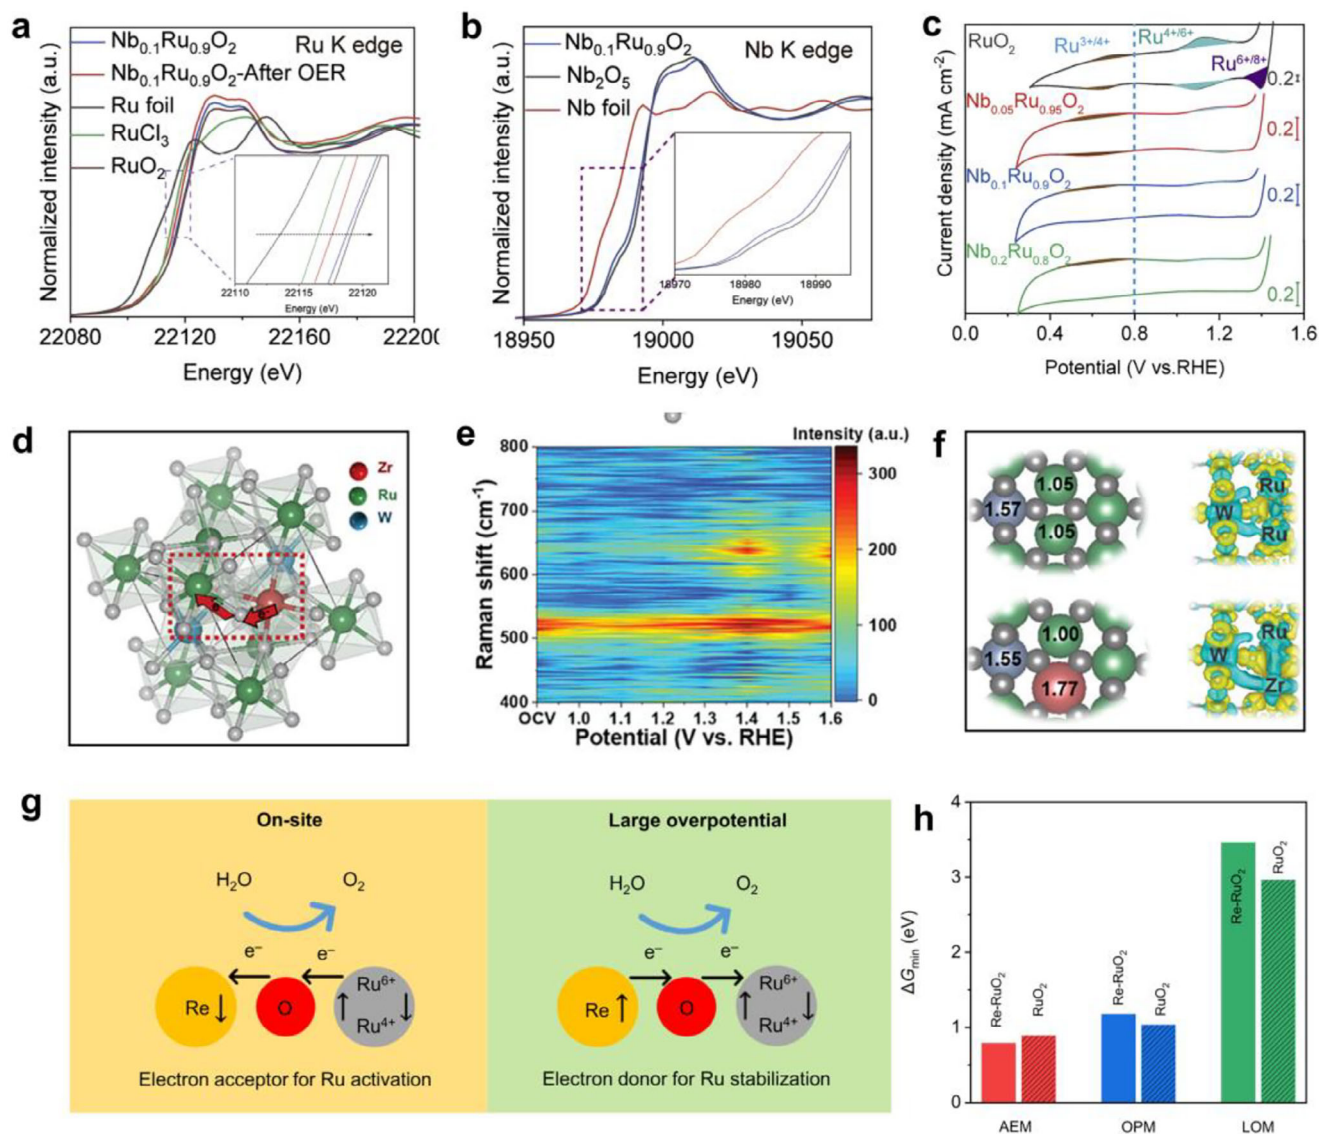 a
Nb0.1Ru0.9O2
Nb0.1Ru0.9O2-After OER
Ru foil
RuCl3
RuO2
Ru K edge
Normalized intensity (a.u.)
22110 22115 22120
Energy (eV)
22080 22120 22160 22200
Energy (eV)
b
Nb0.1Ru0.9O2
Nb2O5
Nb foil
Nb K edge
Normalized intensity (a.u.)
18970 18980 18990
Energy (eV)
18950 19000 19050
Energy (eV)
c
RuO2
Ru3+/4+
Ru4+/6+
Ru6+/8+
0.2
Nb0.05Ru0.95O2
0.2
Nb0.1Ru0.9O2
0.2
Nb0.2Ru0.8O2
0.2
Current density (mA cm-2)
0.0 0.4 0.8 1.2 1.6
Potential (V vs.RHE)
d
Zr
Ru
W
e
Intensity (a.u.)
800
700
600
500
400
300
200
100
0
Raman shift (cm-1)
OCV 1.0 1.1 1.2 1.3 1.4 1.5 1.6
Potential (V vs. RHE)
f
1.05
1.57
1.05
Ru
W
Ru
1.00
1.55
1.77
Ru
W
Zr
g
On-site
H2O O2
e− e−
Re O Ru6+
Ru4+
Electron acceptor for Ru activation
Large overpotential
H2O O2
e− e−
Re O Ru6+
Ru4+
Electron donor for Ru stabilization
h
4
3
2
1
0
ΔGmin (eV)
Re-RuO2
RuO2
Re-RuO2
RuO2
Re-RuO2
RuO2
AEM OPM LOM